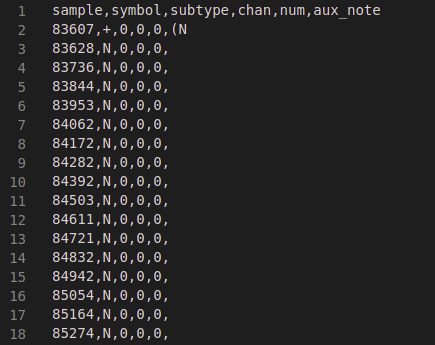 1 sample,symbol,subtype,chan,num,aux_note
2 83607,+,0,0,0,(N
3 83628,N,0,0,0,
4 83736,N,0,0,0,
5 83844,N,0,0,0,
6 83953,N,0,0,0,
7 84062,N,0,0,0,
8 84172,N,0,0,0,
9 84282,N,0,0,0,
10 84392,N,0,0,0,
11 84503,N,0,0,0,
12 84611,N,0,0,0,
13 84721,N,0,0,0,
14 84832,N,0,0,0,
15 84942,N,0,0,0,
16 85054,N,0,0,0,
17 85164,N,0,0,0,
18 85274,N,0,0,0,